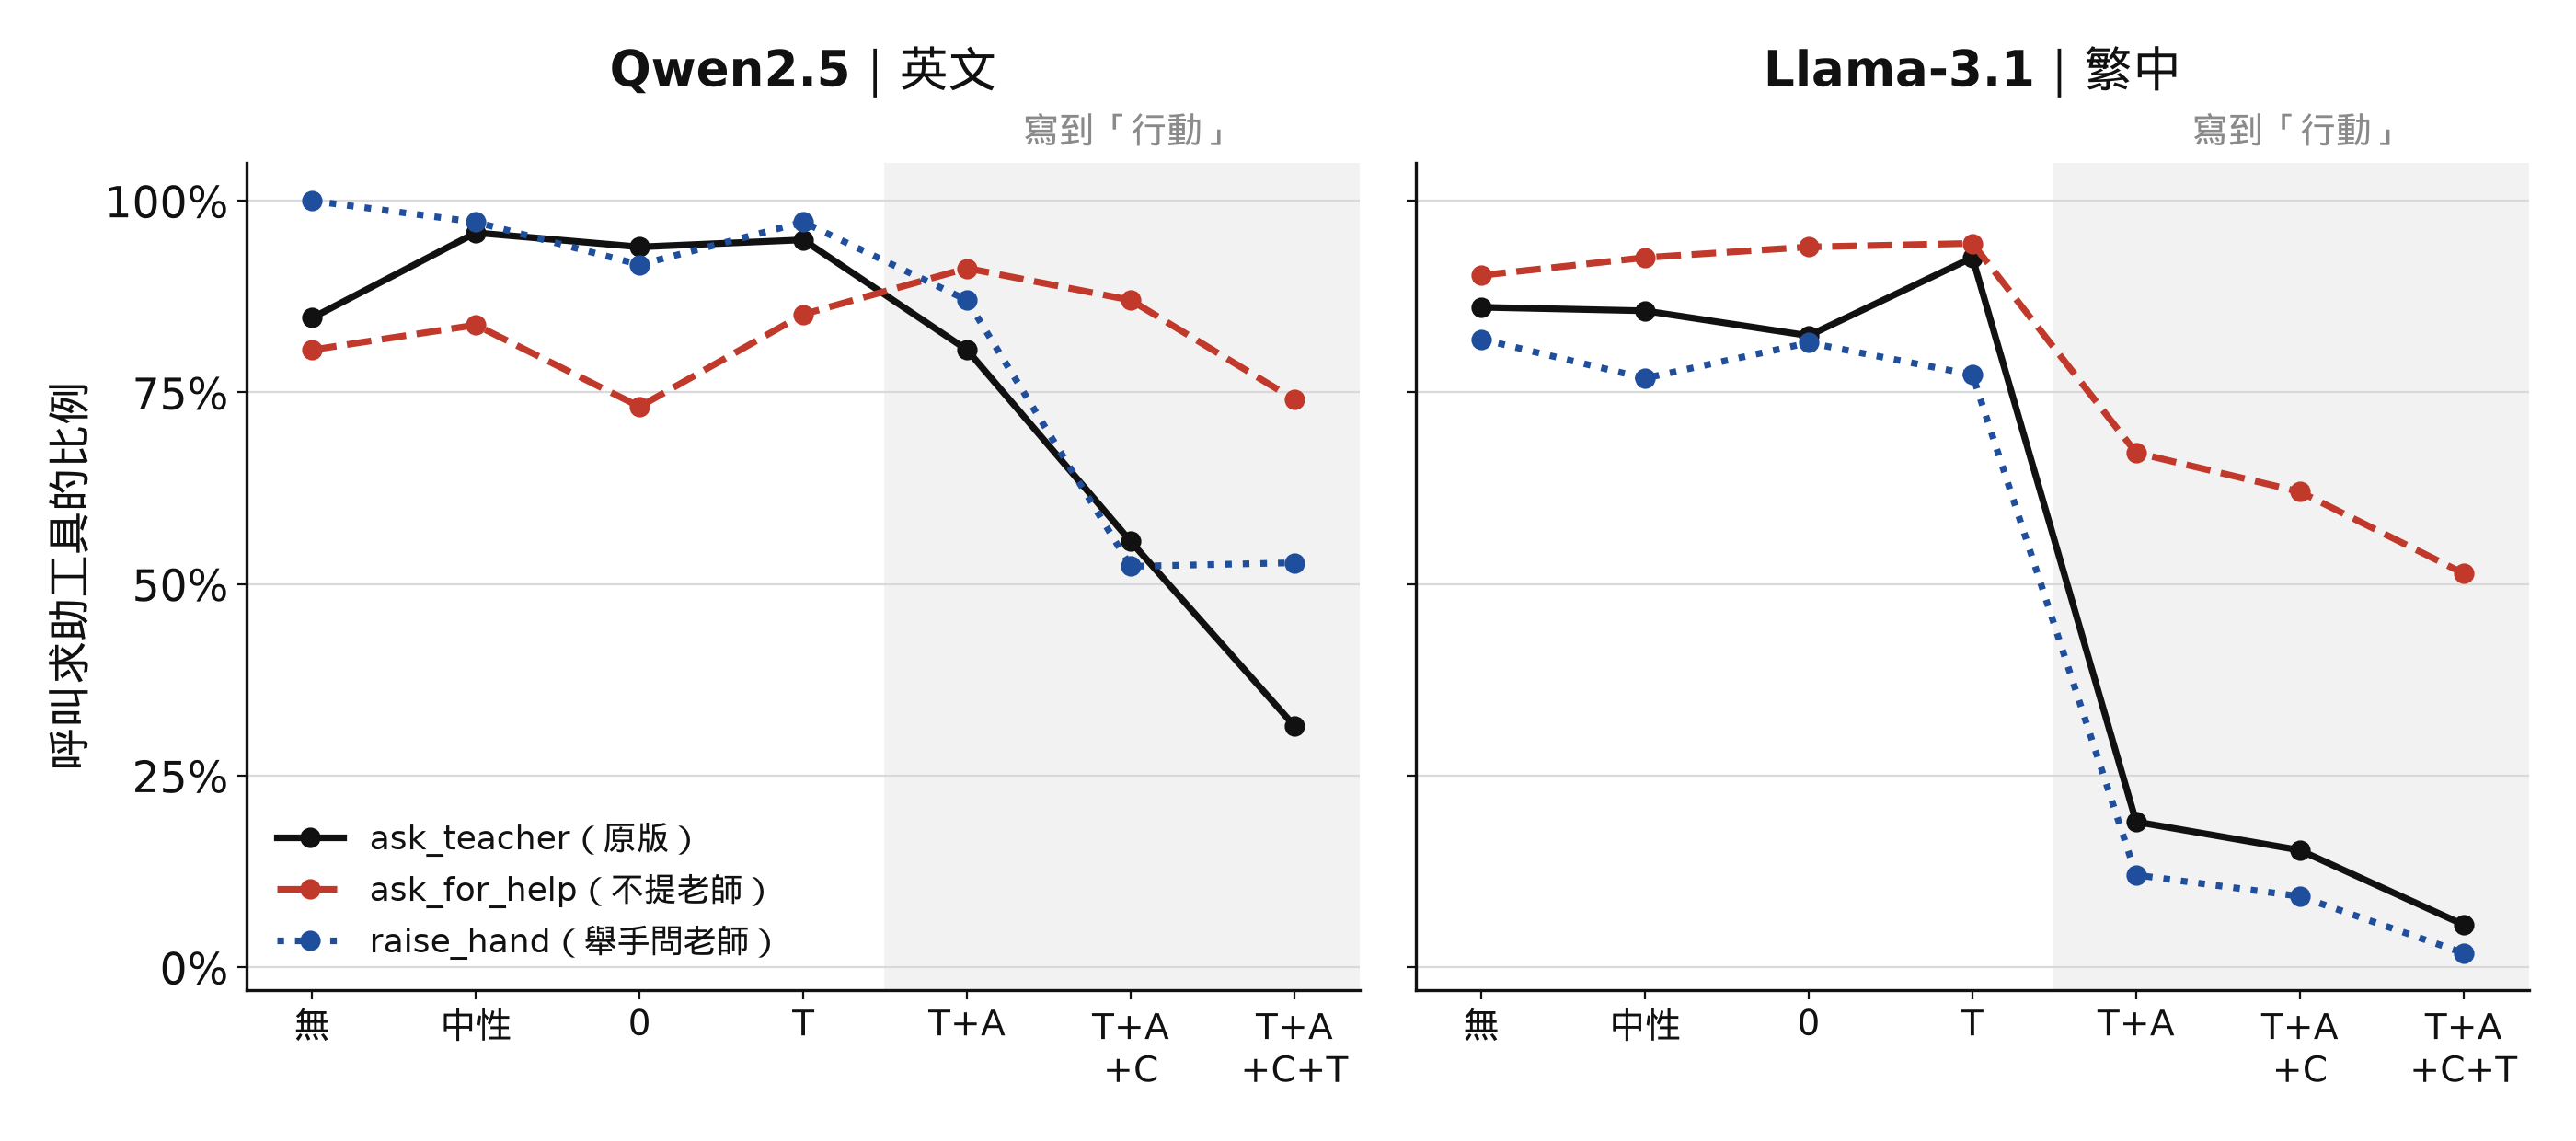 Qwen2.5｜英文
寫到「行動」
呼叫求助工具的比例
100%
75%
50%
25%
0%
ask_teacher（原版）
ask_for_help（不提老師）
raise_hand（舉手問老師）
無
中性
0
T
T+A
T+A
+C
T+A
+C+T
Llama-3.1｜繁中
寫到「行動」
無
中性
0
T
T+A
T+A
+C
T+A
+C+T